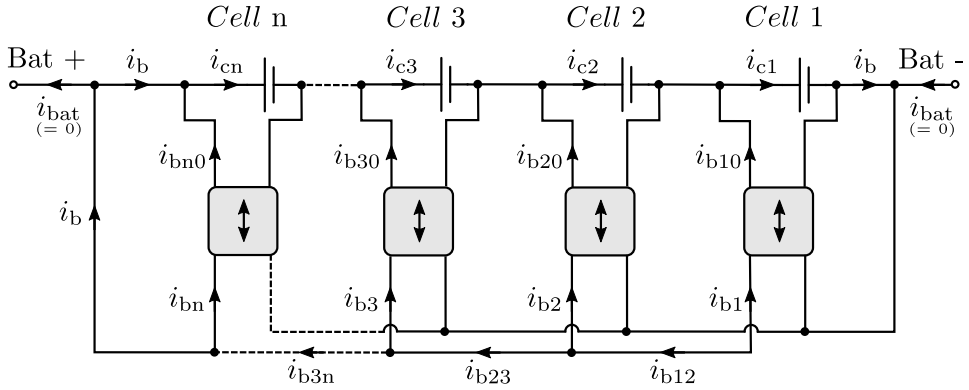 Cell n Cell 3 Cell 2 Cell 1
Bat + i_b i_cn i_c3 i_c2 i_c1 i_b Bat -
i_bat i_bat
(= 0) (= 0)
i_bn0 i_b30 i_b20 i_b10
i_b
i_bn i_b3 i_b2 i_b1
i_b3n i_b23 i_b12